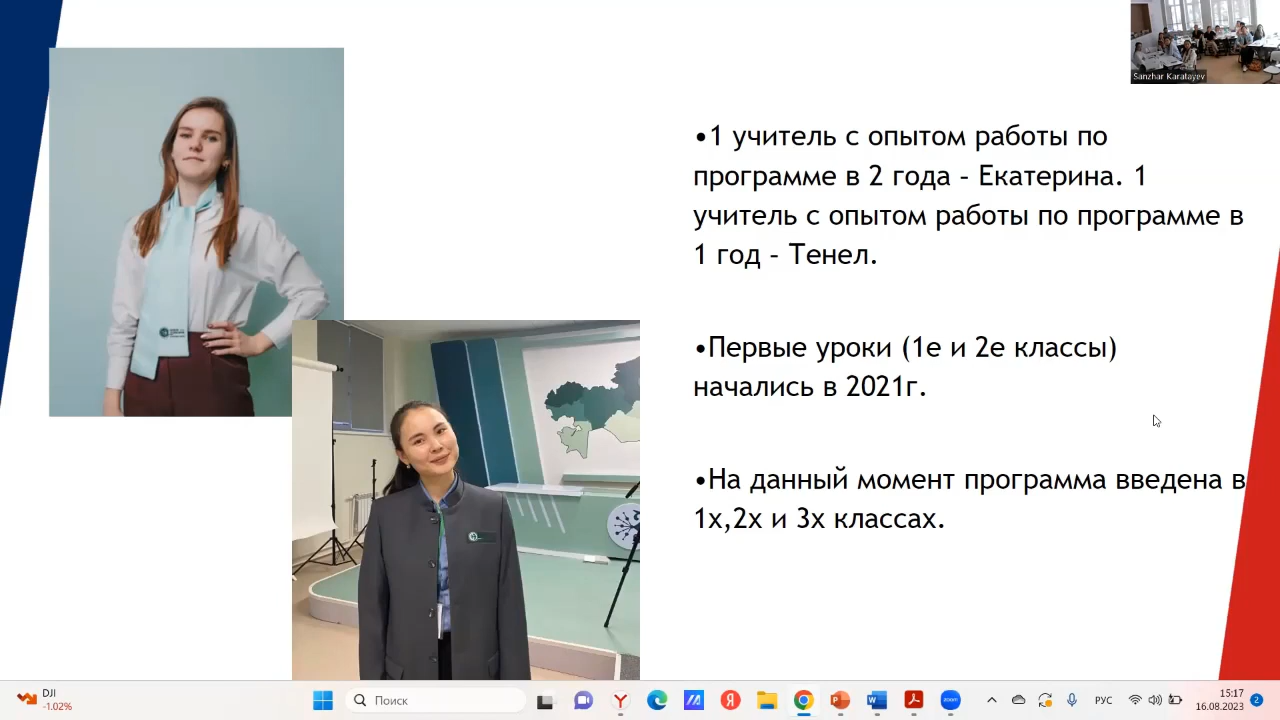 Sanzhar Karatayev
•1 учитель с опытом работы по
программе в 2 года – Екатерина. 1
учитель с опытом работы по программе в
1 год – Тенел.
•Первые уроки (1е и 2е классы)
начались в 2021г.
•На данный момент программа введена в
1х,2х и 3х классах.
DJI
-1.02%
Поиск
zoom
РУС
15:17
16.08.2023
2